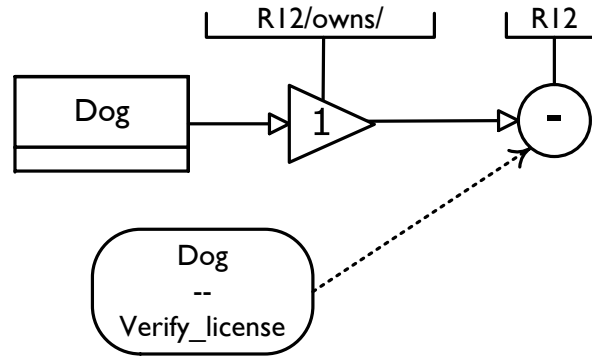 R12/owns/
R12
Dog
1
-
Dog
--
Verify_license